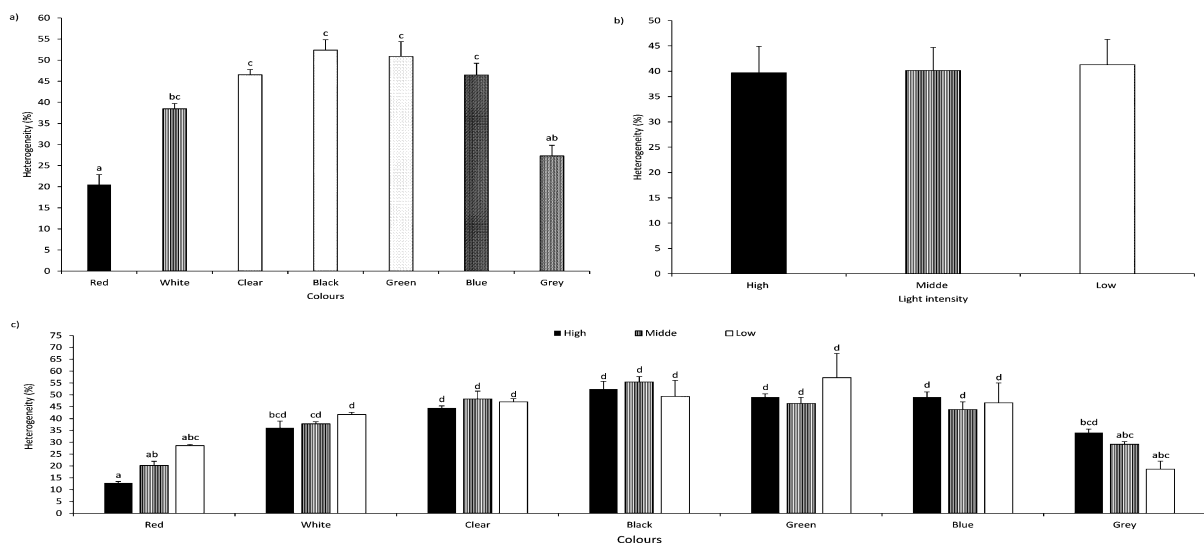 a)
Heterogeneity (%)
60
55
50
45
40
35
30
25
20
15
10
5
0
a
bc
c
c
c
c
ab
Red White Clear Black Green Blue Grey
Colours
b)
Heterogeneity (%)
50
45
40
35
30
25
20
15
10
5
0
High Midde Low
Light intensity
c)
High Midde Low
Heterogeneity (%)
75
70
65
60
55
50
45
40
35
30
25
20
15
10
5
0
a ab abc
bcd cd d
d d d
d d d
d d d
d d d
bcd abc abc
Red White Clear Black Green Blue Grey
Colours